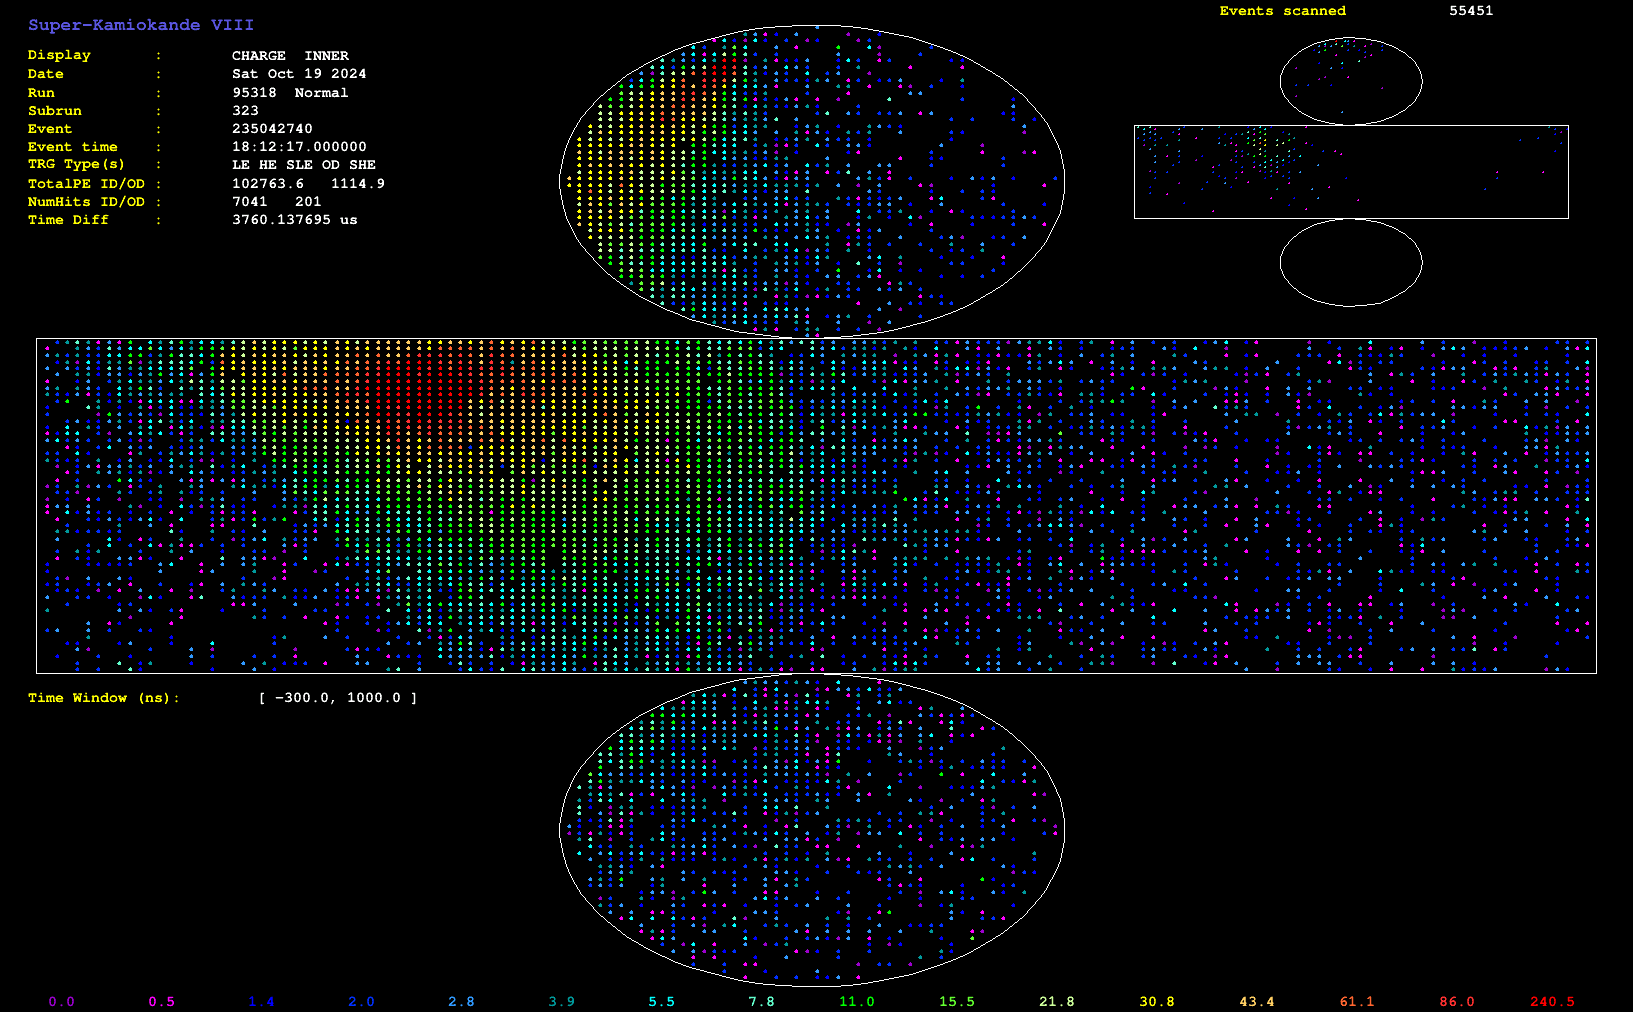 Super-Kamiokande VIII
Events scanned 55451
Display : CHARGE INNER
Date : Sat Oct 19 2024
Run : 95318 Normal
Subrun : 323
Event : 235042740
Event time : 18:12:17.000000
TRG Type(s) : LE HE SLE OD SHE
TotalPE ID/OD : 102763.6 1114.9
NumHits ID/OD : 7041 201
Time Diff : 3760.137695 us
Time Window (ns): [ −300.0, 1000.0 ]
0.0 0.5 1.4 2.0 2.8 3.9 5.5 7.8 11.0 15.5 21.8 30.8 43.4 61.1 86.0 240.5